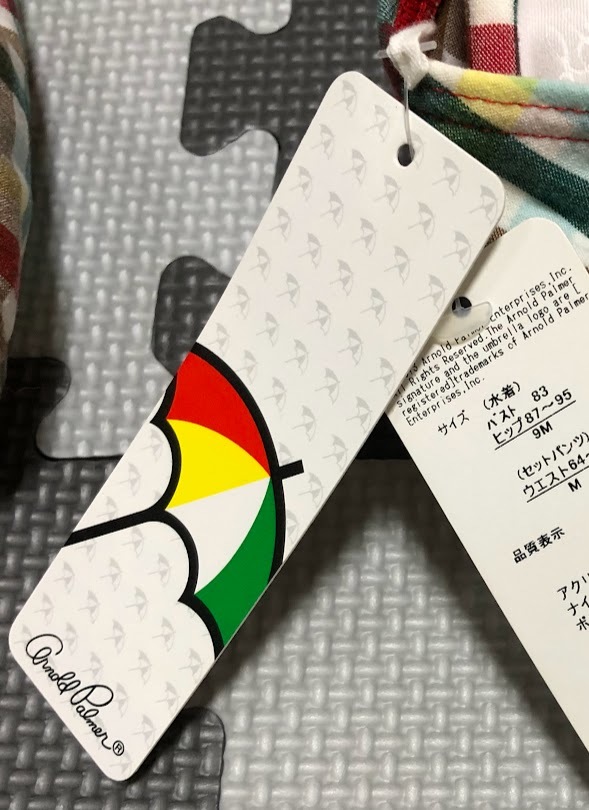 Arnold Palmer®
Arnold Palmer Enterprises,Inc.
Rights Reserved.The Arnold Palmer
signature and the umbrella logo are [
registered]trademarks of Arnold Palmer
Enterprises.Inc.
サイズ (水着)
バスト 83
ヒップ87〜95
9M
(セットパンツ)
ウエスト64〜
M
品質表示
アクリ
ナイ
ポ